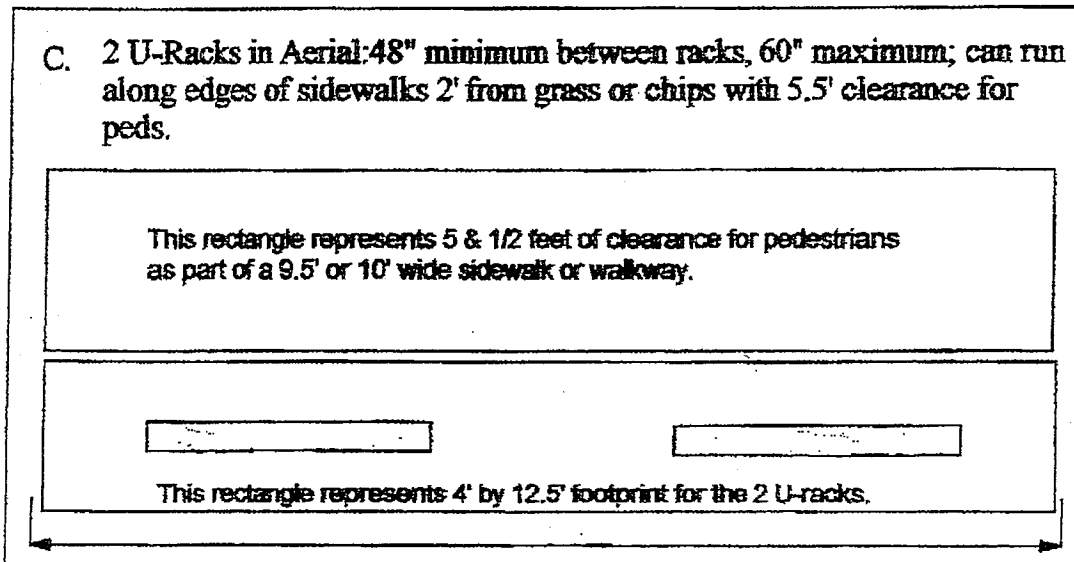 C. 2 U-Racks in Aerial:48" minimum between racks, 60" maximum; can run
along edges of sidewalks 2' from grass or chips with 5.5' clearance for
peds.
This rectangle represents 5 & 1/2 feet of clearance for pedestrians
as part of a 9.5' or 10' wide sidewalk or walkway.
This rectangle represents 4' by 12.5' footprint for the 2 U-racks.